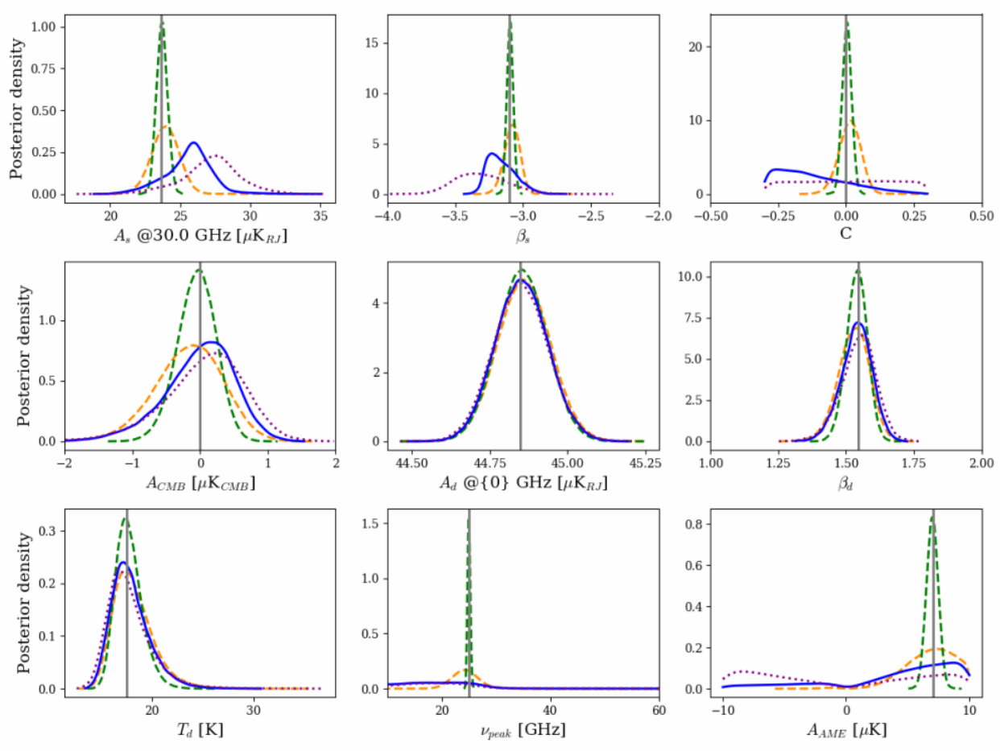 Posterior density
1.00
0.75
0.50
0.25
0.00
20 25 30 35
A_s @30.0 GHz [μK_RJ]
15
10
5
0
−4.0 −3.5 −3.0 −2.5 −2.0
β_s
20
10
0
−0.50 −0.25 0.00 0.25 0.50
C
Posterior density
1.0
0.5
0.0
−2 −1 0 1 2
A_CMB [μK_CMB]
4
2
0
44.50 44.75 45.00 45.25
A_d @{0} GHz [μK_RJ]
10.0
7.5
5.0
2.5
0.0
1.00 1.25 1.50 1.75 2.00
β_d
Posterior density
0.3
0.2
0.1
0.0
20 30
T_d [K]
1.5
1.0
0.5
0.0
20 40 60
ν_peak [GHz]
0.8
0.6
0.4
0.2
0.0
−10 0 10
A_AME [μK]